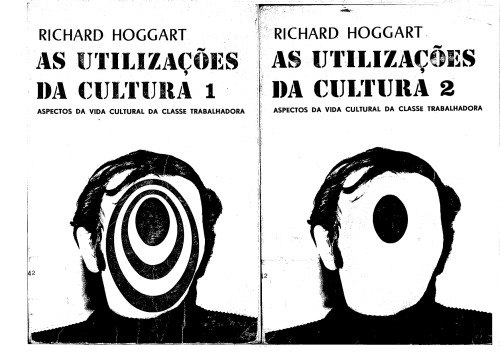 RICHARD HOGGART
AS UTILIZAÇÕES
DA CULTURA 1
ASPECTOS DA VIDA CULTURAL DA CLASSE TRABALHADORA
42
RICHARD HOGGART
AS UTILIZAÇÕES
DA CULTURA 2
ASPECTOS DA VIDA CULTURAL DA CLASSE TRABALHADORA